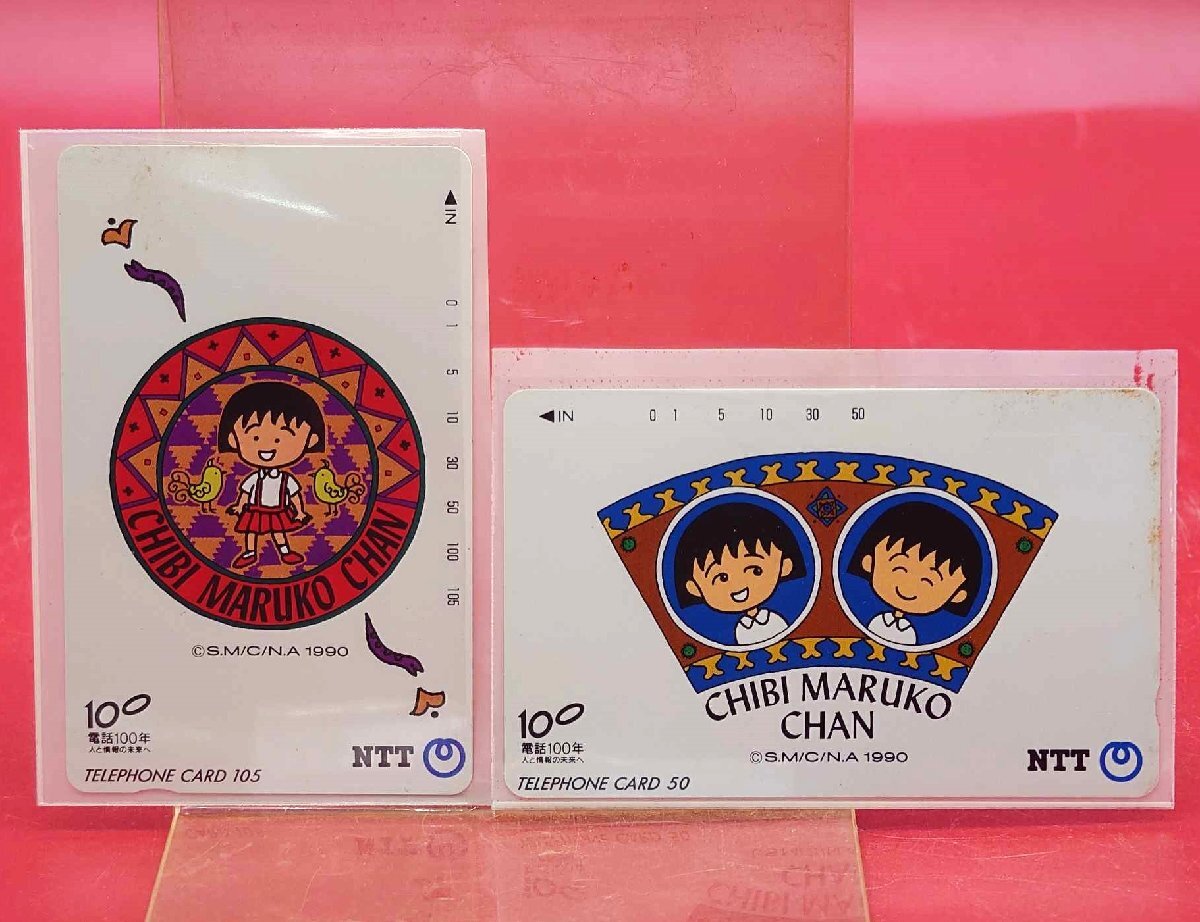 ◀IN
0
1
5
10
30
50
100
105
CHIBI MARUKO CHAN
©S.M/C/N.A 1990
100
電話100年
人と情報の未来へ
NTT
TELEPHONE CARD 105
◀IN 0 1 5 10 30 50
CHIBI MARUKO
CHAN
©S.M/C/N.A 1990
100
電話100年
人と情報の未来へ
NTT
TELEPHONE CARD 50